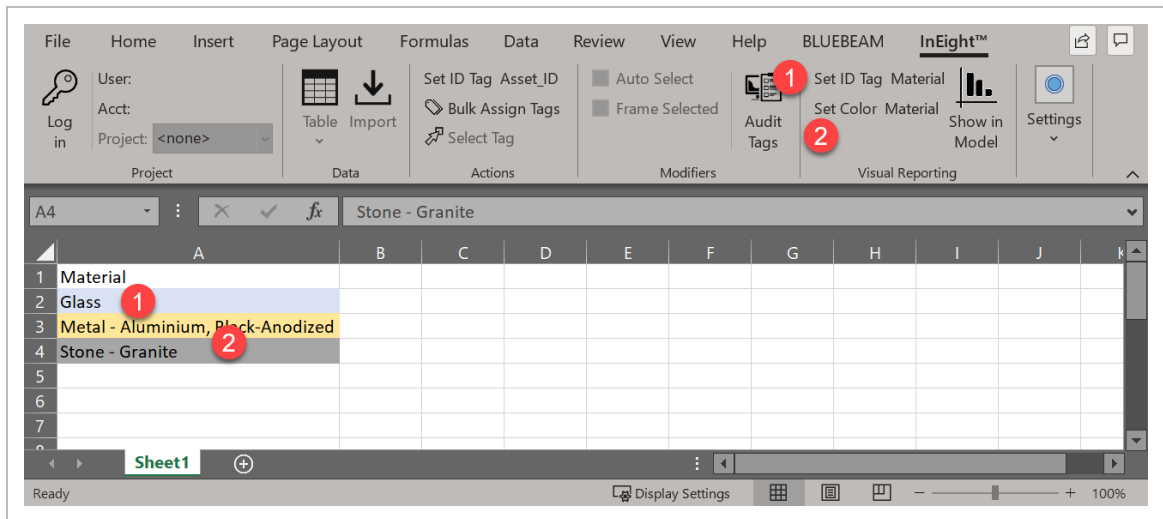 File Home Insert Page Layout Formulas Data Review View Help BLUEBEAM InEight™
Log in
User:
Acct:
Project: <none>
Project
Table
Import
Data
Set ID Tag Asset_ID
Bulk Assign Tags
Select Tag
Actions
Auto Select
Frame Selected
Modifiers
Audit
Tags
1
Set ID Tag Material
Set Color Material
2
Show in
Model
Visual Reporting
Settings
A4 fx Stone - Granite
A B C D E F G H I J K
1 Material
2 Glass 1
3 Metal - Aluminium, Black-Anodized
2
4 Stone - Granite
5
6
7
Sheet1
Ready Display Settings 100%